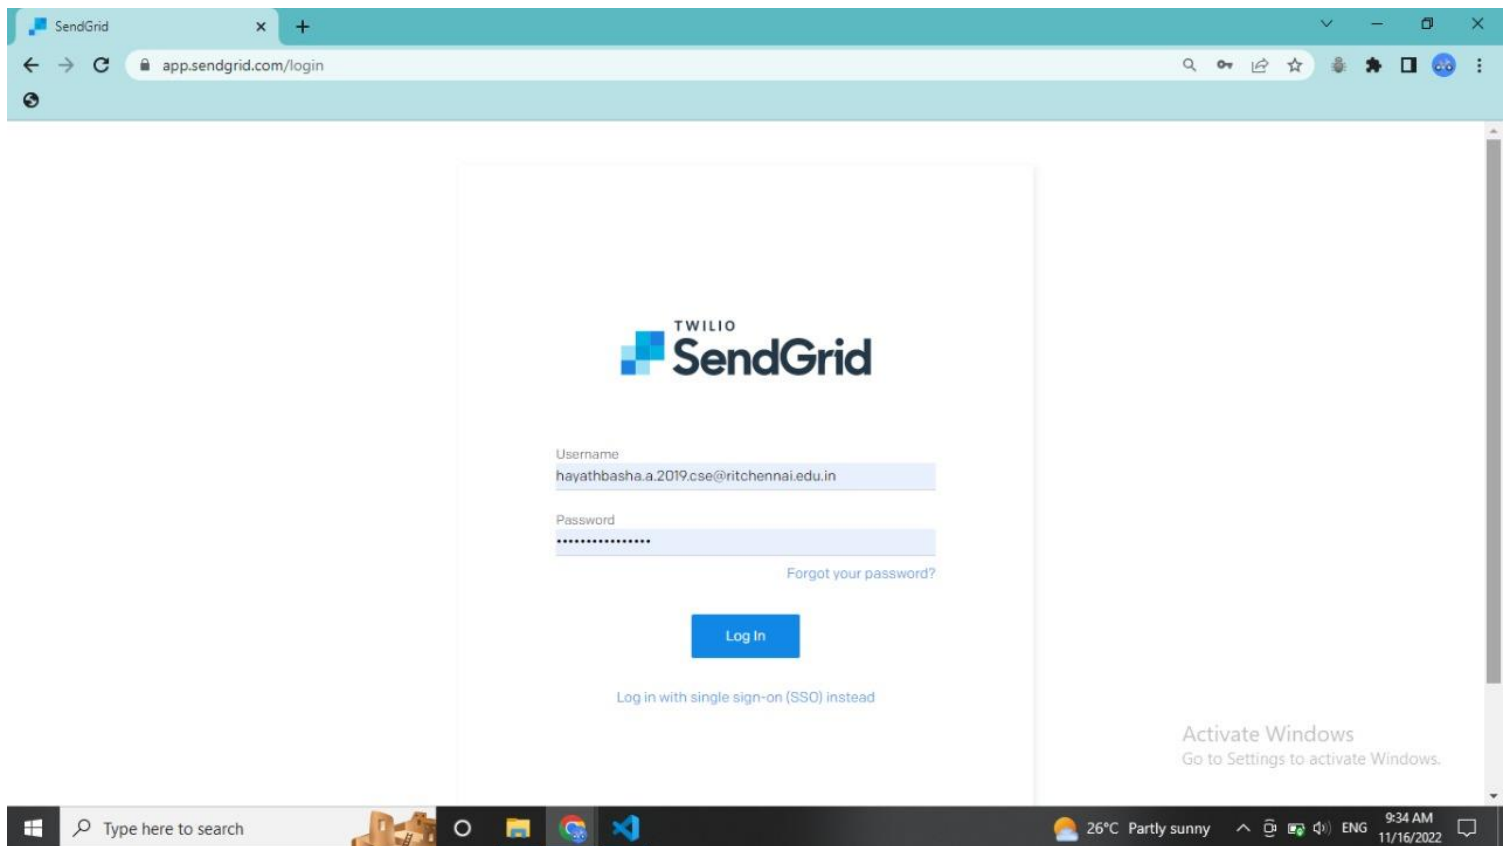 SendGrid
app.sendgrid.com/login
TWILIO
SendGrid
Username
hayathbasha.a.2019.cse@ritchennai.edu.in
Password
••••••••••••••••
Forgot your password?
Log In
Log in with single sign-on (SSO) instead
Activate Windows
Go to Settings to activate Windows.
Type here to search
26°C Partly sunny
ENG
9:34 AM
11/16/2022